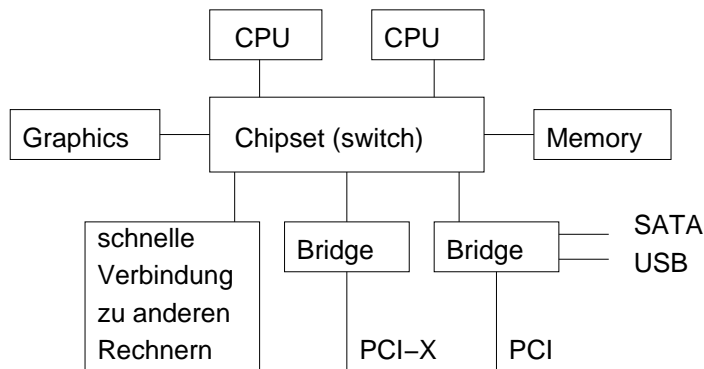 CPU
CPU
Graphics
Chipset (switch)
Memory
schnelle
Verbindung
zu anderen
Rechnern
Bridge
Bridge
SATA
USB
PCI−X
PCI